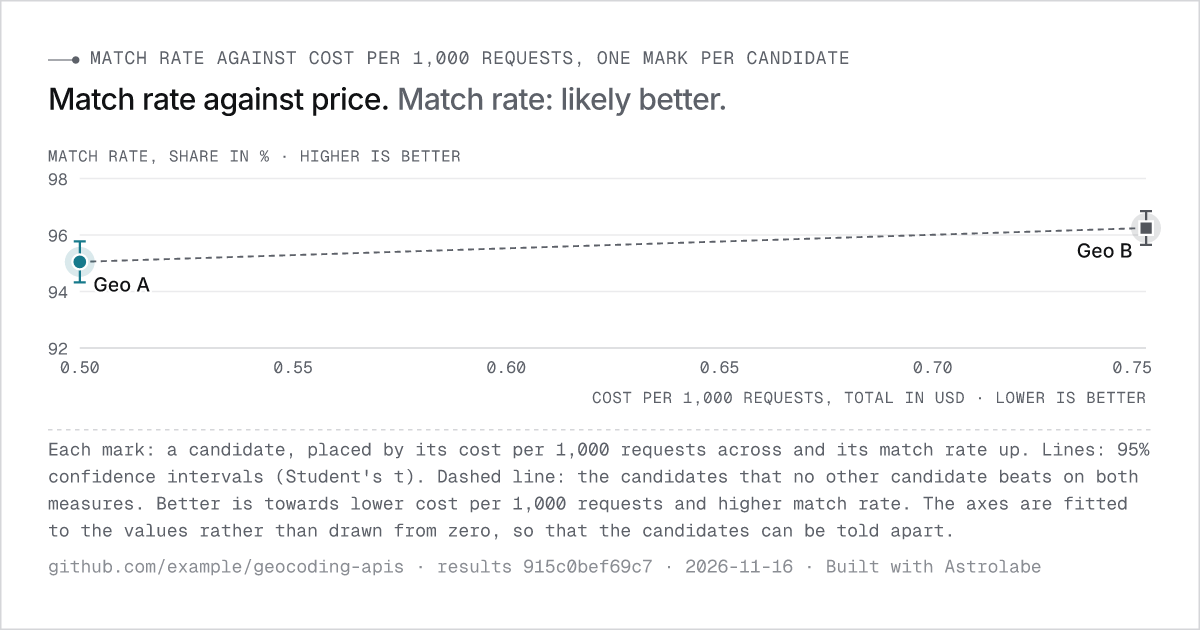 MATCH RATE AGAINST COST PER 1,000 REQUESTS, ONE MARK PER CANDIDATE
Match rate against price. Match rate: likely better.
MATCH RATE, SHARE IN % · HIGHER IS BETTER
98
96
Geo B
94
Geo A
92
0.50 0.55 0.60 0.65 0.70 0.75
COST PER 1,000 REQUESTS, TOTAL IN USD · LOWER IS BETTER
Each mark: a candidate, placed by its cost per 1,000 requests across and its match rate up. Lines: 95%
confidence intervals (Student's t). Dashed line: the candidates that no other candidate beats on both
measures. Better is towards lower cost per 1,000 requests and higher match rate. The axes are fitted
to the values rather than drawn from zero, so that the candidates can be told apart.
github.com/example/geocoding-apis · results 915c0bef69c7 · 2026-11-16 · Built with Astrolabe